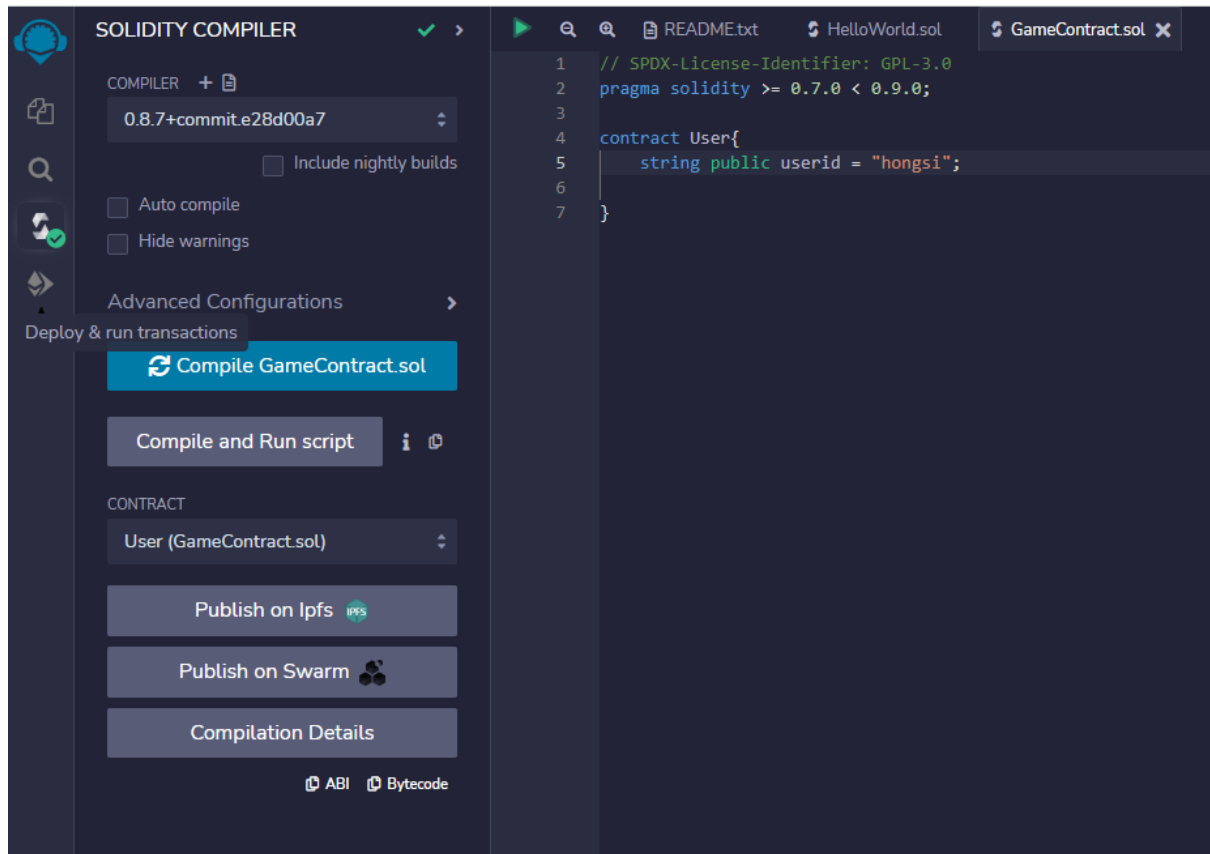 SOLIDITY COMPILER
COMPILER
0.8.7+commit.e28d00a7
Include nightly builds
Auto compile
Hide warnings
Advanced Configurations
Deploy & run transactions
Compile GameContract.sol
Compile and Run script
CONTRACT
User (GameContract.sol)
Publish on Ipfs IPFS
Publish on Swarm
Compilation Details
ABI Bytecode
README.txt HelloWorld.sol GameContract.sol
1 // SPDX-License-Identifier: GPL-3.0
2 pragma solidity >= 0.7.0 < 0.9.0;
3
4 contract User{
5 string public userid = "hongsi";
6
7 }